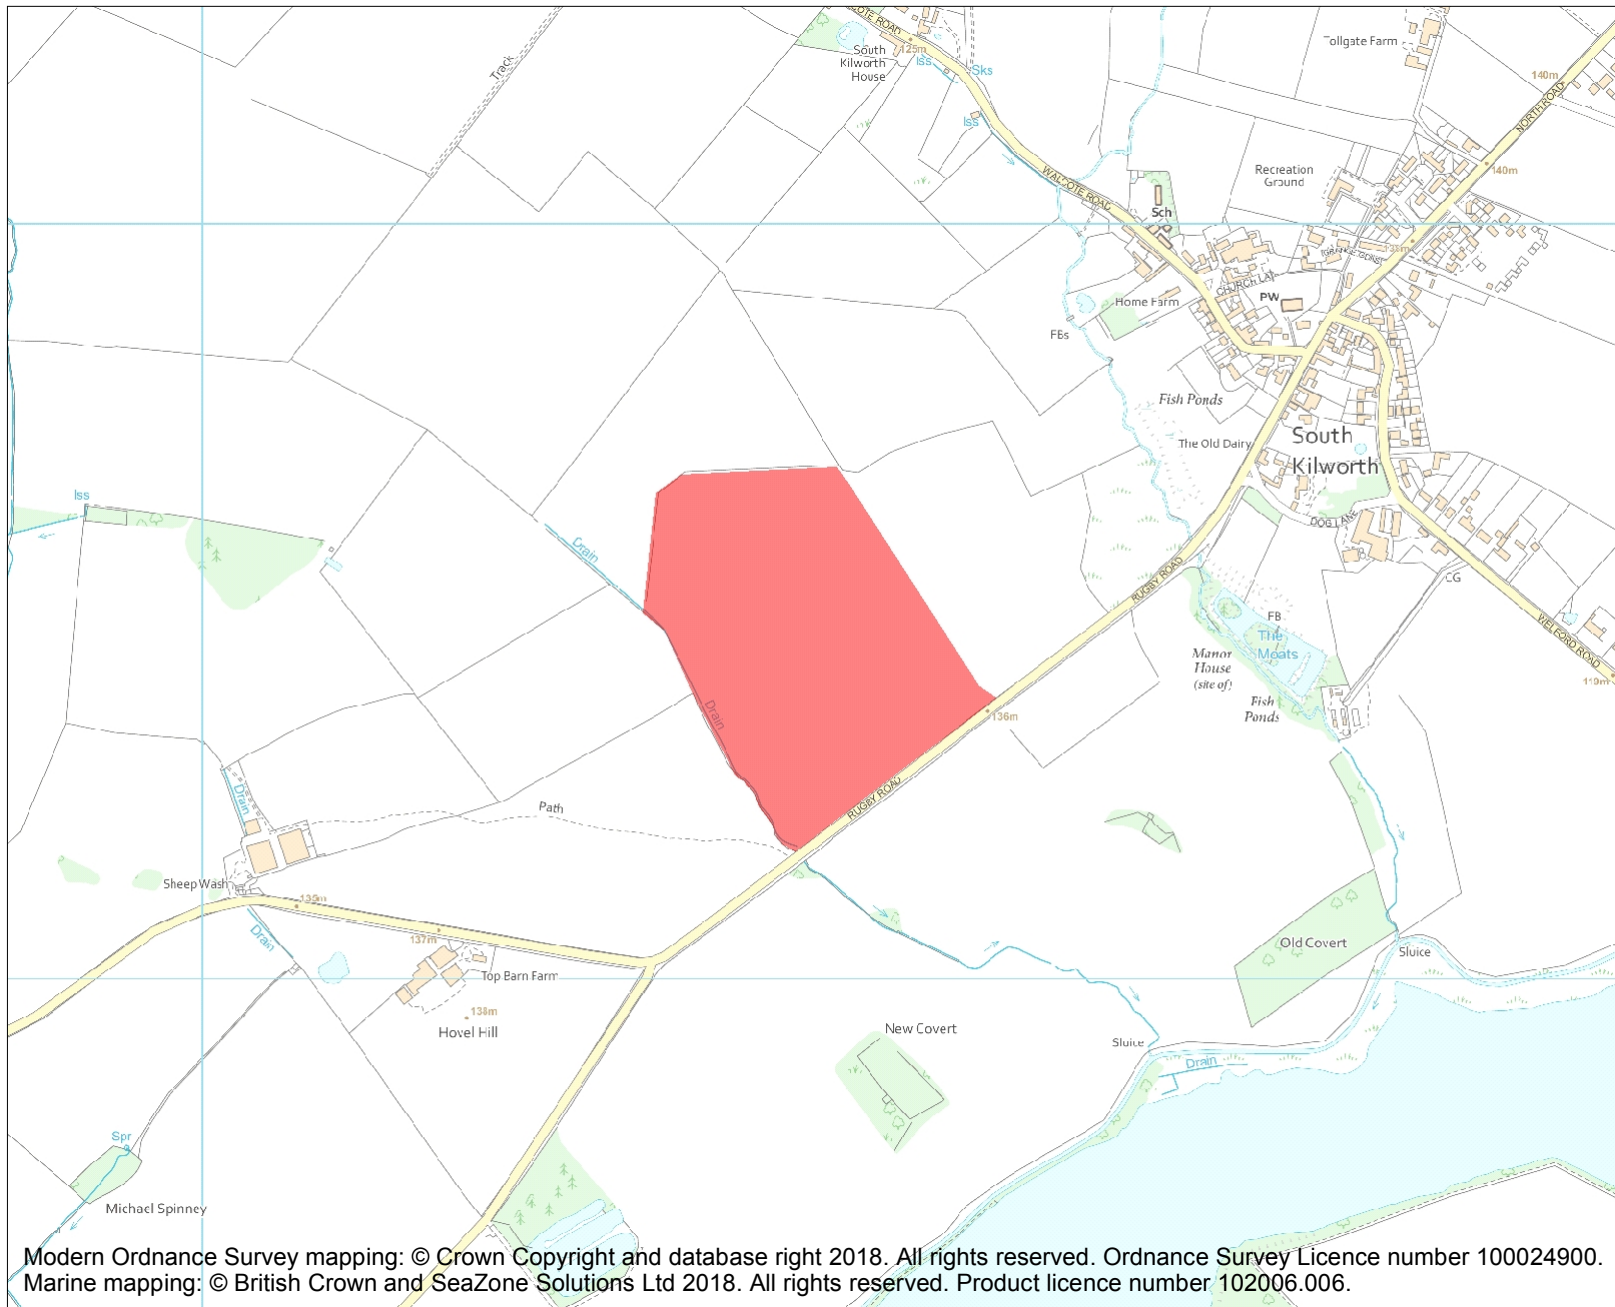 COTE ROAD
125m
South
Kilworth
House
Iss
Sks
Iss
Tollgate Farm
140m
NORTH ROAD
Track
WALCOTE ROAD
Recreation
Ground
140m
Sch
CHURCH LA
PW
Home Farm
FBs
Fish Ponds
The Old Dairy
South
Kilworth
DOG LANE
CG
Iss
Drain
RUGBY ROAD
FB
The
Moats
Manor
House
(site of)
Fish
Ponds
WELFORD ROAD
119m
Drain
136m
RUGBY ROAD
Path
Drain
Sheep Wash
135m
137m
Drain
Top Barn Farm
138m
Hovel Hill
Old Covert
Sluice
New Covert
Sluice
Drain
Spr
Michael Spinney
Modern Ordnance Survey mapping: © Crown Copyright and database right 2018. All rights reserved. Ordnance Survey Licence number 100024900.
Marine mapping: © British Crown and SeaZone Solutions Ltd 2018. All rights reserved. Product licence number 102006.006.